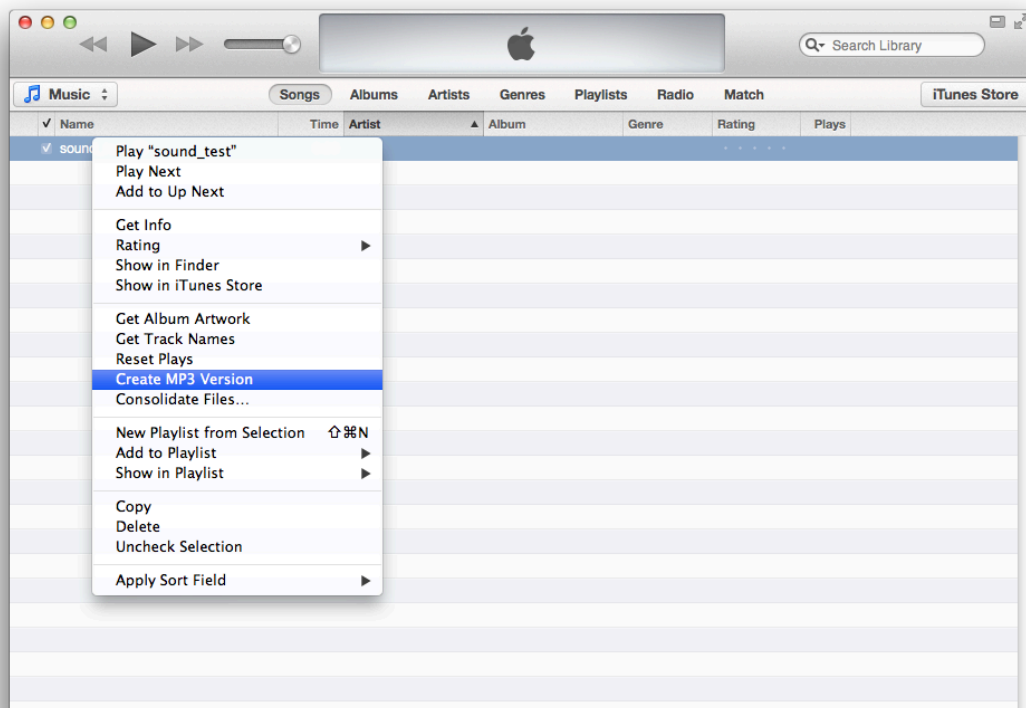 Search Library
Music
Songs Albums Artists Genres Playlists Radio Match
iTunes Store
✓ Name Time Artist ▲ Album Genre Rating Plays
Play “sound_test”
Play Next
Add to Up Next
Get Info
Rating
Show in Finder
Show in iTunes Store
Get Album Artwork
Get Track Names
Reset Plays
Create MP3 Version
Consolidate Files...
New Playlist from Selection ⇧⌘N
Add to Playlist
Show in Playlist
Copy
Delete
Uncheck Selection
Apply Sort Field